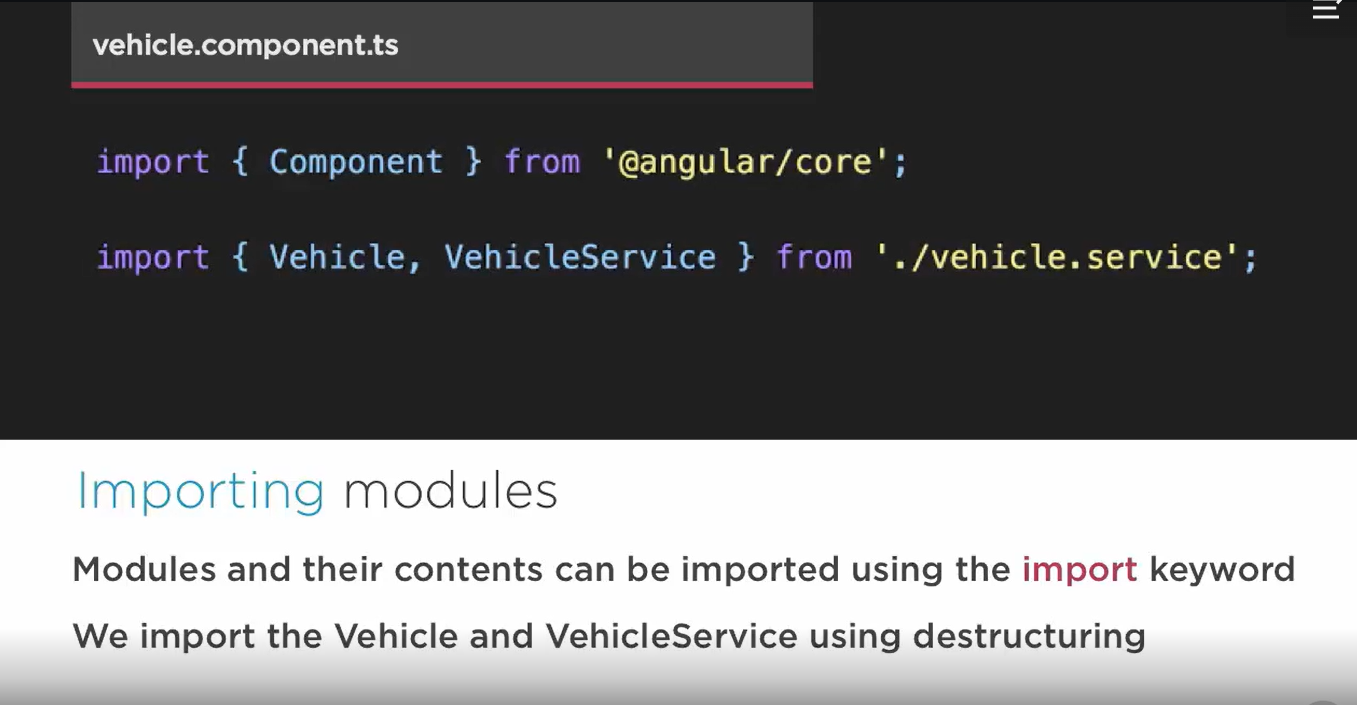 vehicle.component.ts
import { Component } from '@angular/core';
import { Vehicle, VehicleService } from './vehicle.service';
Importing modules
Modules and their contents can be imported using the import keyword
We import the Vehicle and VehicleService using destructuring